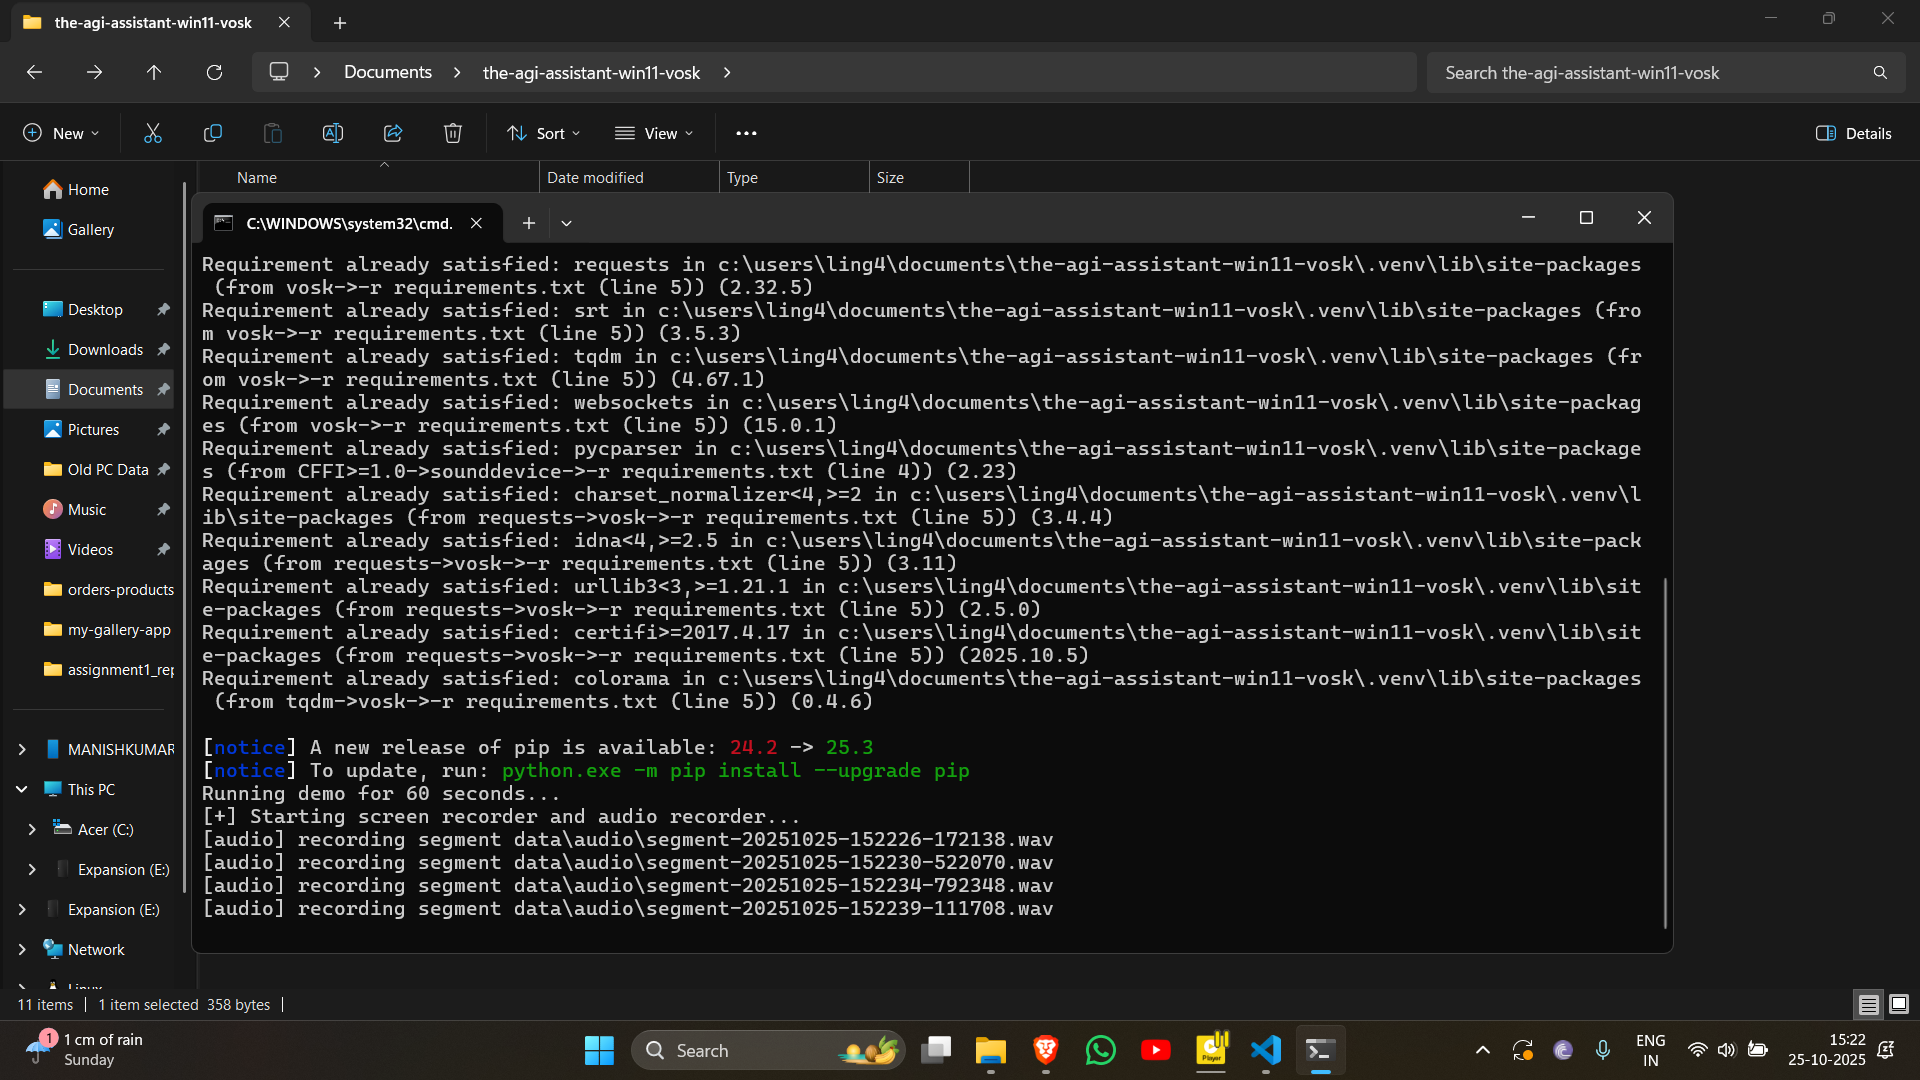 the-agi-assistant-win11-vosk
Documents
the-agi-assistant-win11-vosk
Search the-agi-assistant-win11-vosk
New
Sort
View
Details
Name
Date modified
Type
Size
Home
Gallery
Desktop
Downloads
Documents
Pictures
Old PC Data
Music
Videos
orders-products
my-gallery-app
assignment1_rep
MANISHKUMAR
This PC
Acer (C:)
Expansion (E:)
Expansion (E:)
Network
Linux
C:\WINDOWS\system32\cmd.
Requirement already satisfied: requests in c:\users\ling4\documents\the-agi-assistant-win11-vosk\.venv\lib\site-packages
(from vosk->-r requirements.txt (line 5)) (2.32.5)
Requirement already satisfied: srt in c:\users\ling4\documents\the-agi-assistant-win11-vosk\.venv\lib\site-packages (fro
m vosk->-r requirements.txt (line 5)) (3.5.3)
Requirement already satisfied: tqdm in c:\users\ling4\documents\the-agi-assistant-win11-vosk\.venv\lib\site-packages (fr
om vosk->-r requirements.txt (line 5)) (4.67.1)
Requirement already satisfied: websockets in c:\users\ling4\documents\the-agi-assistant-win11-vosk\.venv\lib\site-packag
es (from vosk->-r requirements.txt (line 5)) (15.0.1)
Requirement already satisfied: pycparser in c:\users\ling4\documents\the-agi-assistant-win11-vosk\.venv\lib\site-package
s (from CFFI>=1.0->sounddevice->-r requirements.txt (line 4)) (2.23)
Requirement already satisfied: charset_normalizer<4,>=2 in c:\users\ling4\documents\the-agi-assistant-win11-vosk\.venv\l
ib\site-packages (from requests->vosk->-r requirements.txt (line 5)) (3.4.4)
Requirement already satisfied: idna<4,>=2.5 in c:\users\ling4\documents\the-agi-assistant-win11-vosk\.venv\lib\site-pack
ages (from requests->vosk->-r requirements.txt (line 5)) (3.11)
Requirement already satisfied: urllib3<3,>=1.21.1 in c:\users\ling4\documents\the-agi-assistant-win11-vosk\.venv\lib\sit
e-packages (from requests->vosk->-r requirements.txt (line 5)) (2.5.0)
Requirement already satisfied: certifi>=2017.4.17 in c:\users\ling4\documents\the-agi-assistant-win11-vosk\.venv\lib\sit
e-packages (from requests->vosk->-r requirements.txt (line 5)) (2025.10.5)
Requirement already satisfied: colorama in c:\users\ling4\documents\the-agi-assistant-win11-vosk\.venv\lib\site-packages
(from tqdm->vosk->-r requirements.txt (line 5)) (0.4.6)
[notice] A new release of pip is available: 24.2 -> 25.3
[notice] To update, run: python.exe -m pip install --upgrade pip
Running demo for 60 seconds...
[+] Starting screen recorder and audio recorder...
[audio] recording segment data\audio\segment-20251025-152226-172138.wav
[audio] recording segment data\audio\segment-20251025-152230-522070.wav
[audio] recording segment data\audio\segment-20251025-152234-792348.wav
[audio] recording segment data\audio\segment-20251025-152239-111708.wav
11 items
1 item selected 358 bytes
1
1 cm of rain
Sunday
Search
Player
ENG
IN
15:22
25-10-2025